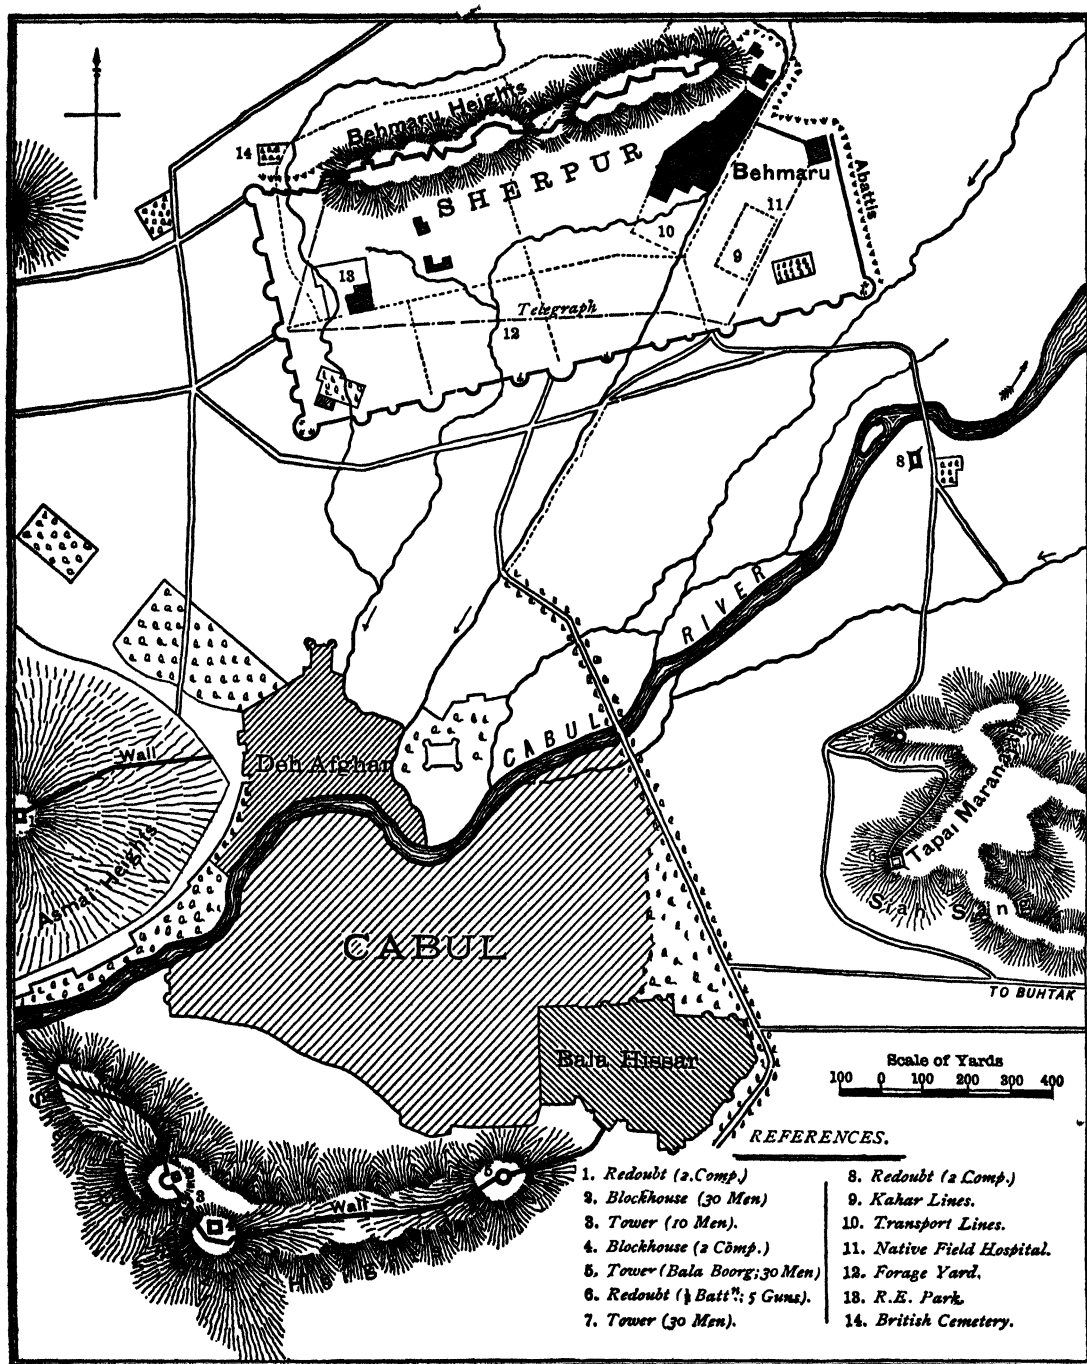 14
Behmaru Heights
SHERPUR
Behmaru
Abattis
11
10
9
13
Telegraph
12
8
RIVER
CABUL
Wall
Deh Afghan
1
Asmai Heights
Tapai Maranjan
Siah Sang
CABUL
TO BUHTAK
Bala Hissar
Scale of Yards
100 0 100 200 300 400
3
5
Wall
REFERENCES.
1. Redoubt (2.Comp.)
2. Blockhouse (30 Men)
3. Tower (10 Men).
4. Blockhouse (2 Comp.)
5. Tower (Bala Boorg; 30 Men)
6. Redoubt (½ Battn.; 5 Guns).
7. Tower (30 Men).
8. Redoubt (2 Comp.)
9. Kahar Lines.
10. Transport Lines.
11. Native Field Hospital.
12. Forage Yard.
13. R.E. Park.
14. British Cemetery.